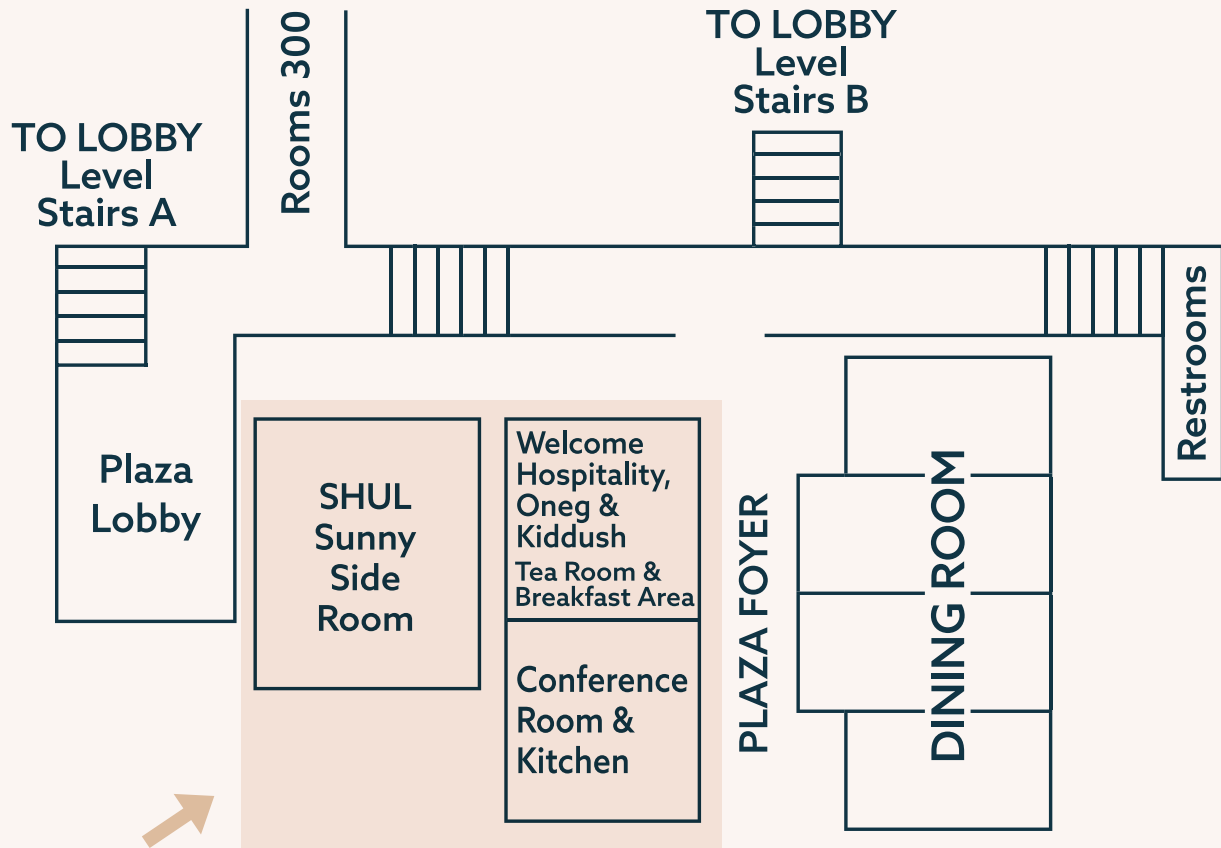 Rooms 300
TO LOBBY
Level
Stairs B
TO LOBBY
Level
Stairs A
Restrooms
Plaza
Lobby
SHUL
Sunny
Side
Room
Welcome
Hospitality,
Oneg &
Kiddush
Tea Room &
Breakfast Area
Conference
Room &
Kitchen
PLAZA FOYER
DINING ROOM